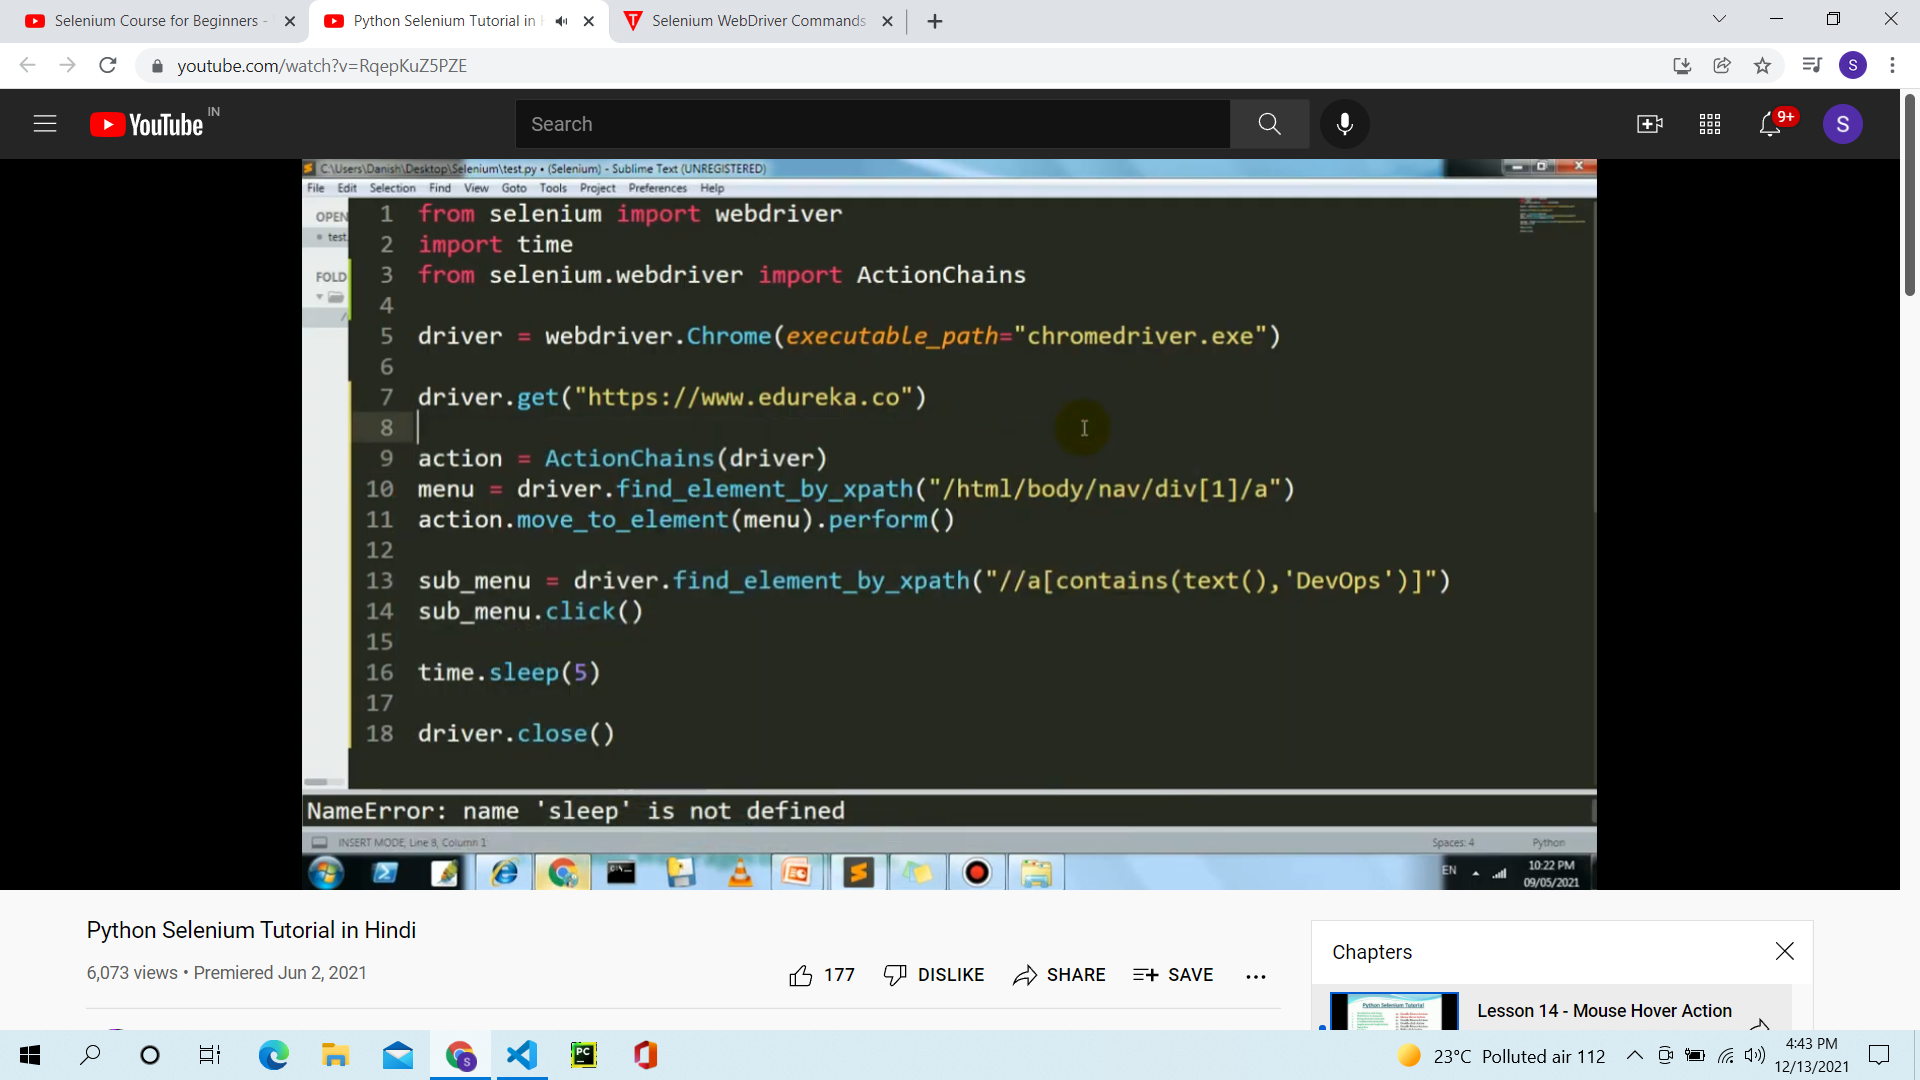 Selenium Course for Beginners -
Python Selenium Tutorial in
Selenium WebDriver Commands
youtube.com/watch?v=RqepKuZ5PZE
S
YouTube IN
Search
9+
S
C:\Users\Danish\Desktop\Selenium\test.py • (Selenium) - Sublime Text (UNREGISTERED)
File Edit Selection Find View Goto Tools Project Preferences Help
OPEN
test.
FOLD
1 from selenium import webdriver
2 import time
3 from selenium.webdriver import ActionChains
4
5 driver = webdriver.Chrome(executable_path="chromedriver.exe")
6
7 driver.get("https://www.edureka.co")
8
9 action = ActionChains(driver)
10 menu = driver.find_element_by_xpath("/html/body/nav/div[1]/a")
11 action.move_to_element(menu).perform()
12
13 sub_menu = driver.find_element_by_xpath("//a[contains(text(),'DevOps')]")
14 sub_menu.click()
15
16 time.sleep(5)
17
18 driver.close()
NameError: name 'sleep' is not defined
INSERT MODE, Line 8, Column 1
Spaces: 4
Python
EN
10:22 PM
09/05/2021
Python Selenium Tutorial in Hindi
6,073 views • Premiered Jun 2, 2021
177
DISLIKE
SHARE
SAVE
Chapters
Python Selenium Tutorial
Lesson 14 - Mouse Hover Action
23°C Polluted air 112
4:43 PM
12/13/2021